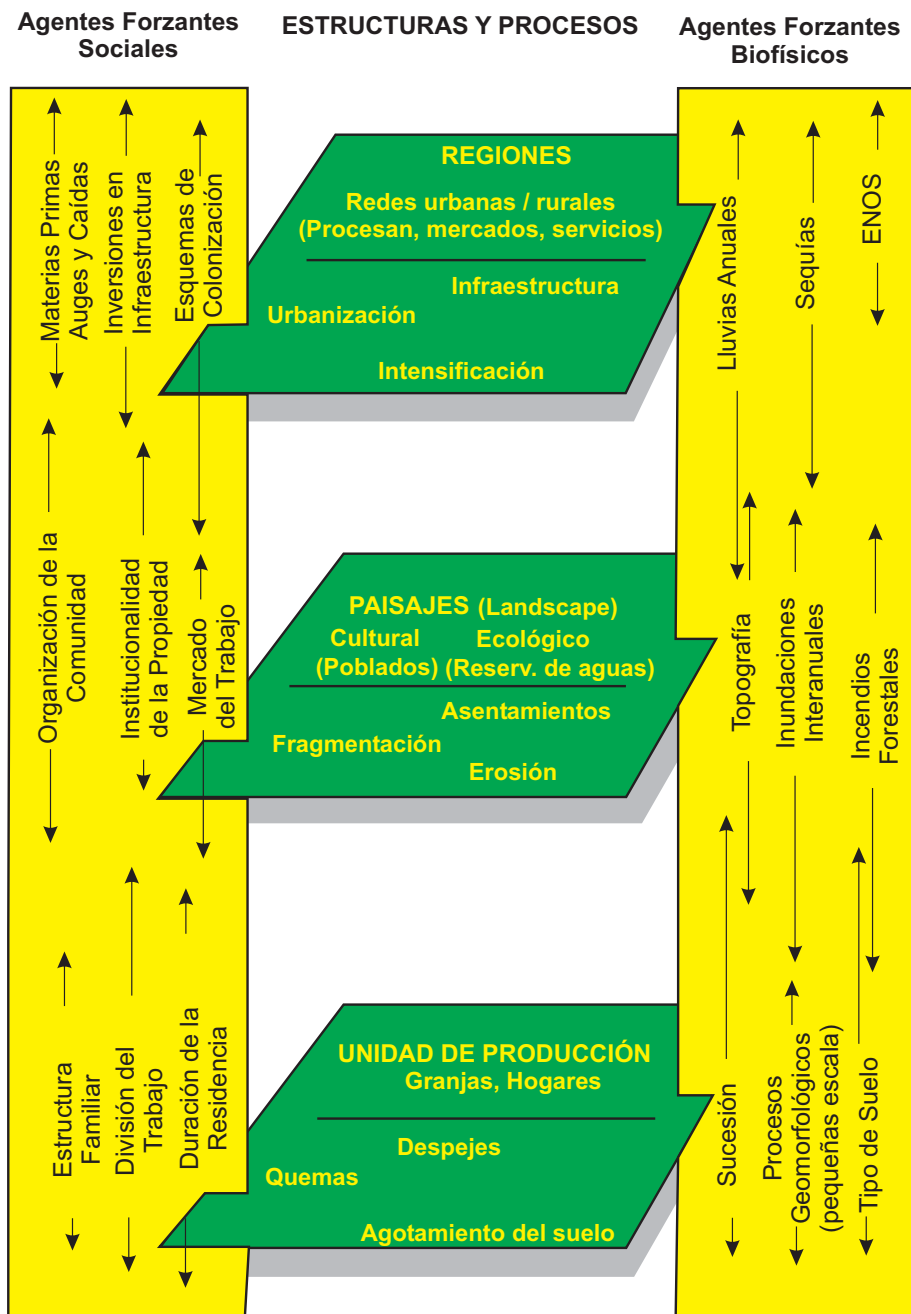 Agentes Forzantes
Sociales
ESTRUCTURAS Y PROCESOS
Agentes Forzantes
Biofísicos
Materias Primas
Auges y Caídas
Inversiones en
Infraestructura
Esquemas de
Colonización
Organización de la
Comunidad
Institucionalidad
de la Propiedad
Mercado
del Trabajo
Estructura
Familiar
División del
Trabajo
Duración de la
Residencia
REGIONES
Redes urbanas / rurales
(Procesan, mercados, servicios)
Infraestructura
Urbanización
Intensificación
PAISAJES (Landscape)
Cultural Ecológico
(Poblados) (Reserv. de aguas)
Asentamientos
Fragmentación
Erosión
UNIDAD DE PRODUCCIÓN
Granjas, Hogares
Despejes
Quemas
Agotamiento del suelo
Lluvias Anuales
Sequías
ENOS
Topografía
Inundaciones
Interanuales
Incendios
Forestales
Sucesión
Procesos
Geomorfológicos
(pequeñas escala)
Tipo de Suelo